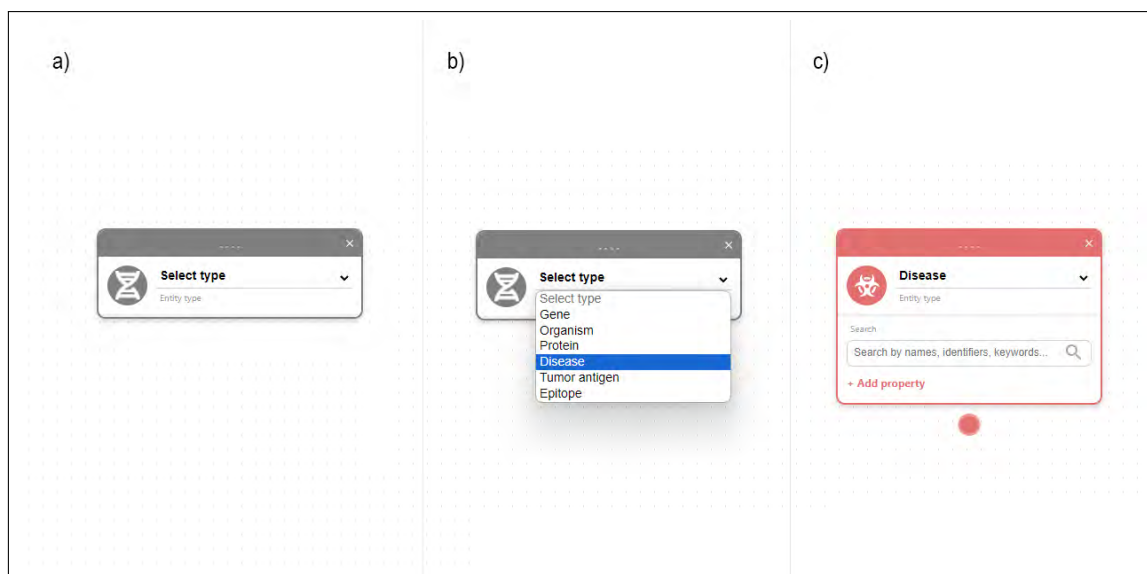 a)
Select type
Entity type
b)
Select type
Select type
Gene
Organism
Protein
Disease
Tumor antigen
Epitope
c)
Disease
Entity type
Search
Search by names, identifiers, keywords...
+ Add property